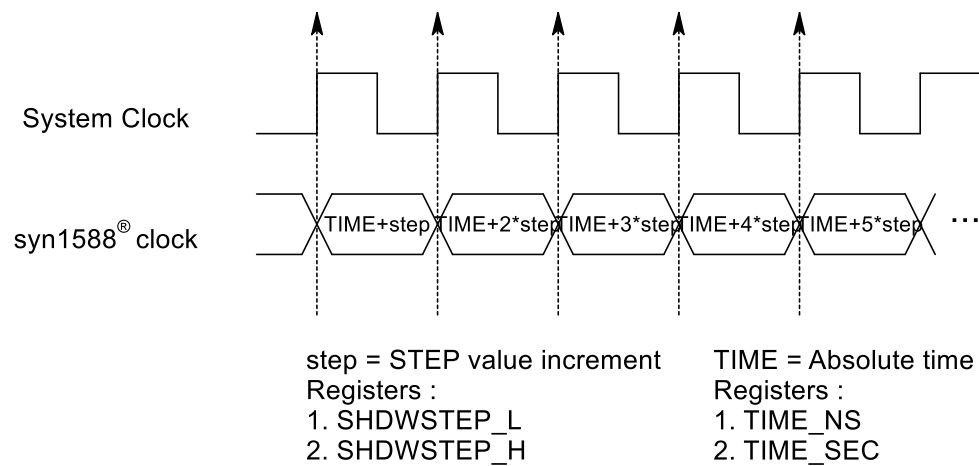 System Clock
syn1588® clock
TIME+step TIME+2*step TIME+3*step TIME+4*step TIME+5*step ...
step = STEP value increment
Registers :
1. SHDWSTEP_L
2. SHDWSTEP_H
TIME = Absolute time
Registers :
1. TIME_NS
2. TIME_SEC